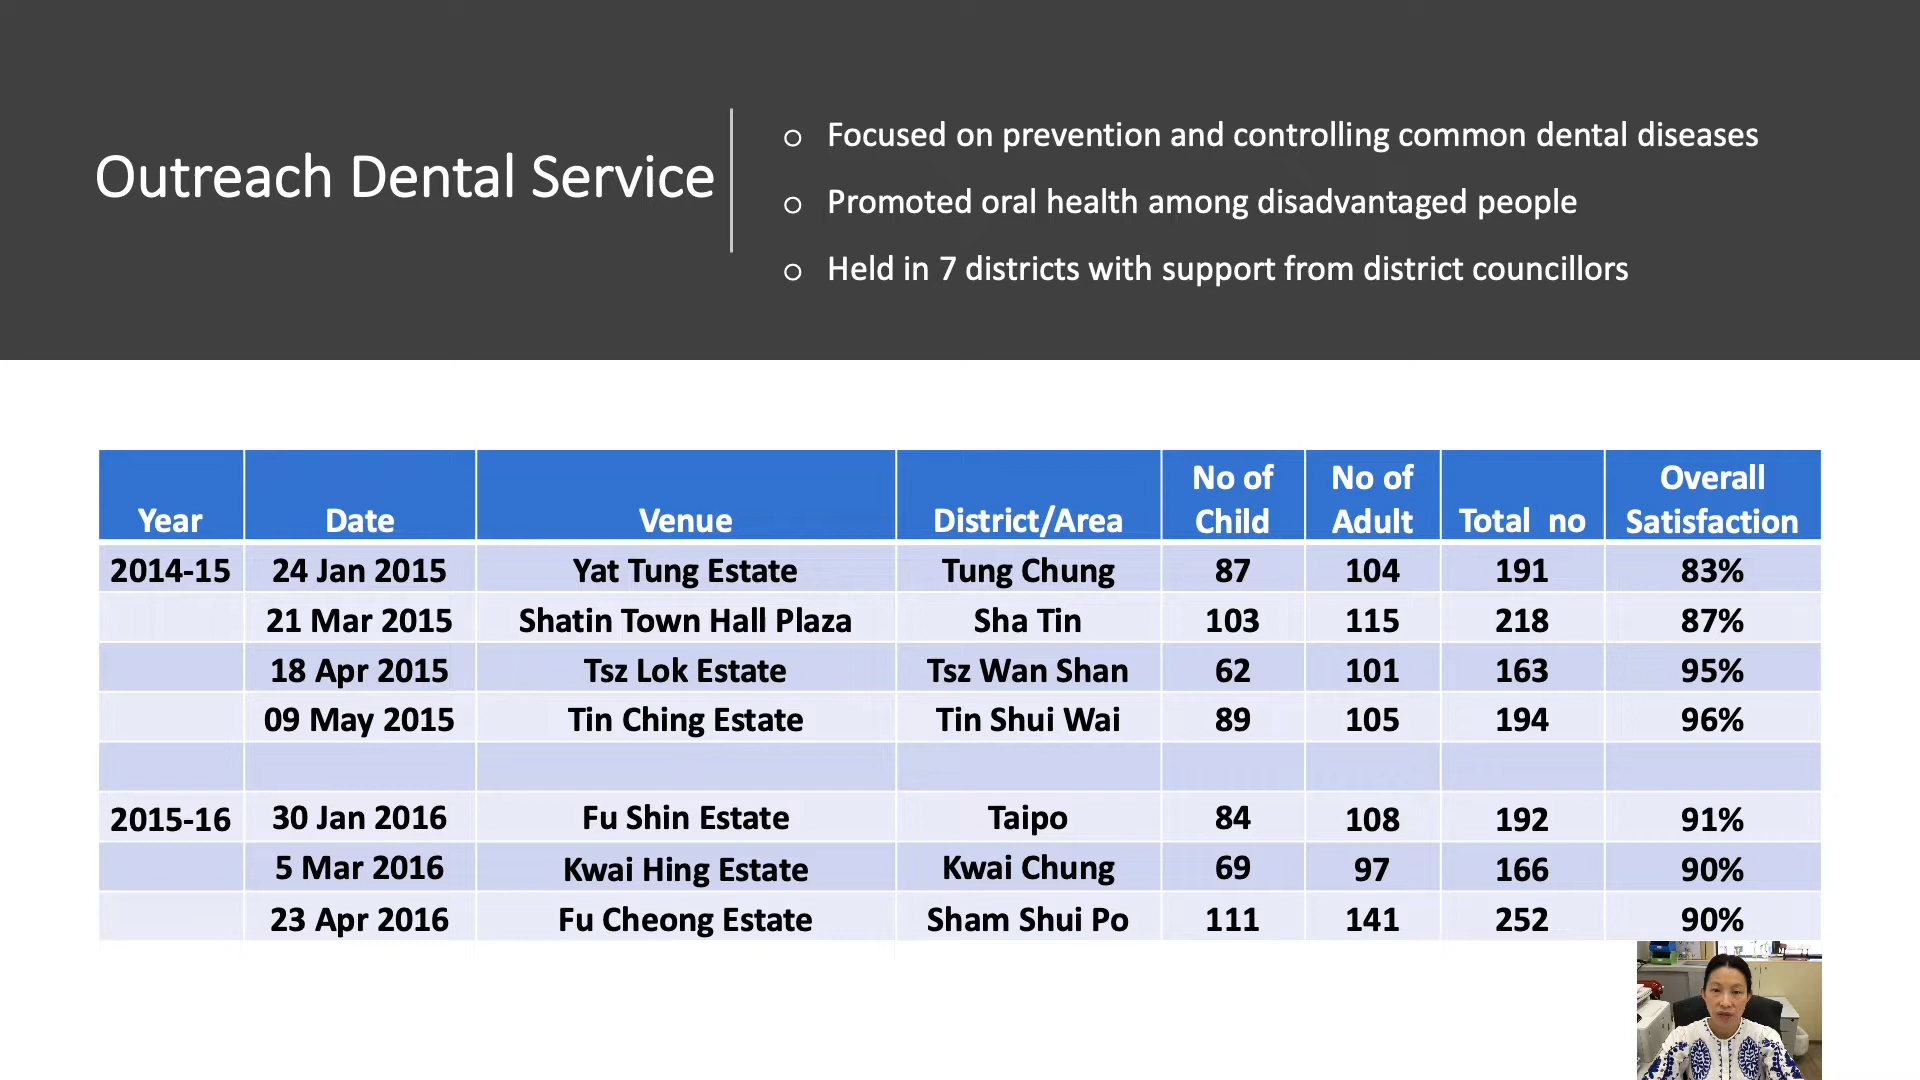 Outreach Dental Service
o Focused on prevention and controlling common dental diseases
o Promoted oral health among disadvantaged people
o Held in 7 districts with support from district councillors
Year Date Venue District/Area No of Child No of Adult Total no Overall Satisfaction
2014-15 24 Jan 2015 Yat Tung Estate Tung Chung 87 104 191 83%
21 Mar 2015 Shatin Town Hall Plaza Sha Tin 103 115 218 87%
18 Apr 2015 Tsz Lok Estate Tsz Wan Shan 62 101 163 95%
09 May 2015 Tin Ching Estate Tin Shui Wai 89 105 194 96%
2015-16 30 Jan 2016 Fu Shin Estate Taipo 84 108 192 91%
5 Mar 2016 Kwai Hing Estate Kwai Chung 69 97 166 90%
23 Apr 2016 Fu Cheong Estate Sham Shui Po 111 141 252 90%